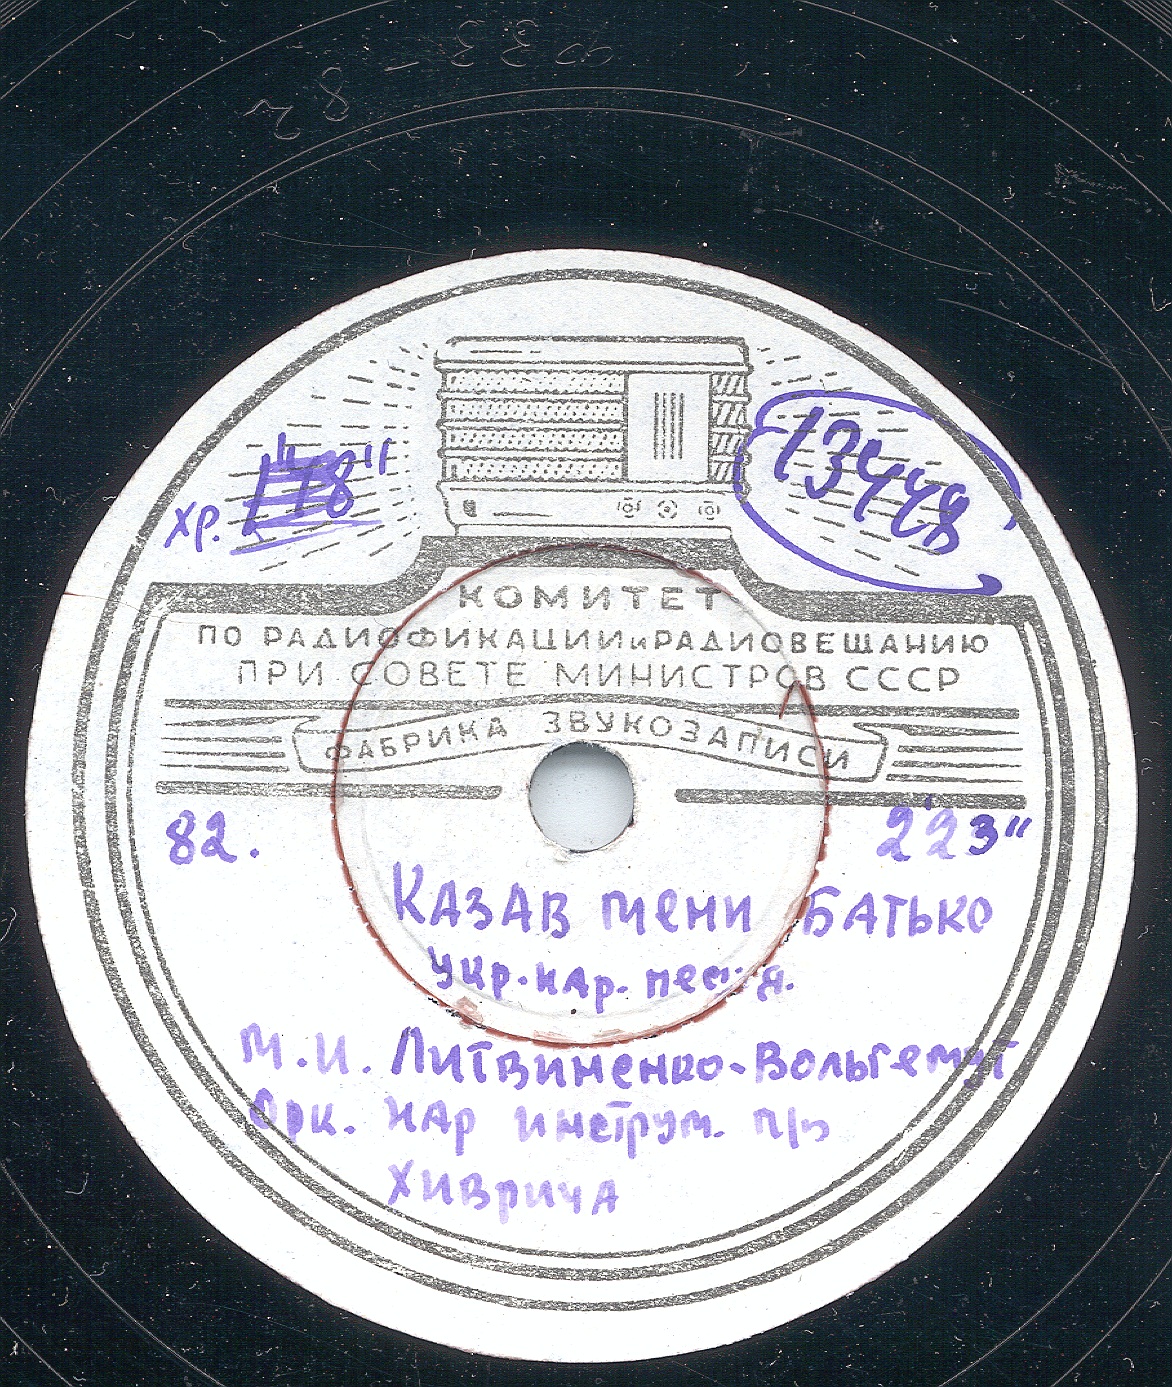 13448
хр.
КОМИТЕТ
ПО РАДИОФИКАЦИИ и РАДИОВЕЩАНИЮ
ПРИ СОВЕТЕ МИНИСТРОВ СССР
ФАБРИКА ЗВУКОЗАПИСИ
82. 2'23"
КАЗАВ МЕНИ БАТЬКО
укр. нар. песня.
М. И. Литвиненко-Вольгемут
Орк. нар инструм. п/у
Хиврича